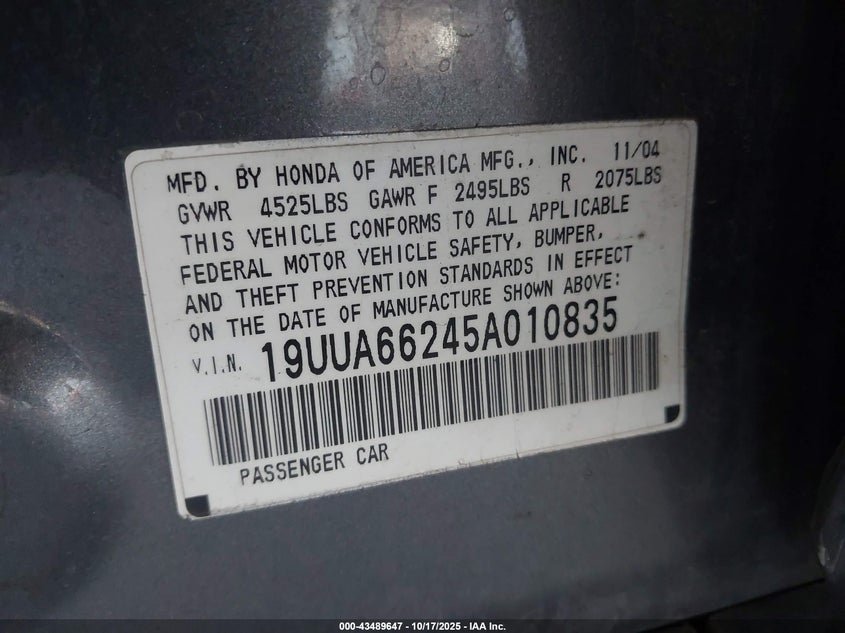 MFD. BY HONDA OF AMERICA MFG., INC. 11/04
GVWR 4525LBS GAWR F 2495LBS R 2075LBS
THIS VEHICLE CONFORMS TO ALL APPLICABLE
FEDERAL MOTOR VEHICLE SAFETY, BUMPER,
AND THEFT PREVENTION STANDARDS IN EFFECT
ON THE DATE OF MANUFACTURE SHOWN ABOVE:
V.I.N. 19UUA66245A010835
PASSENGER CAR
000-43489647 - 10/17/2025 - IAA Inc.